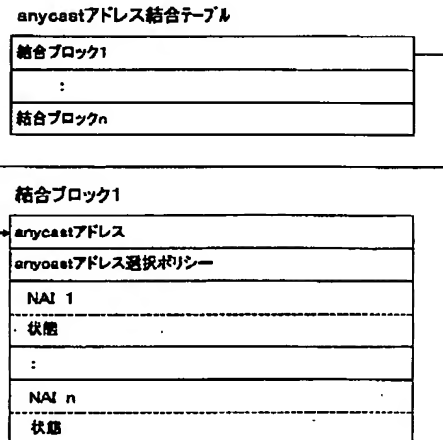 anycastアドレス結合テーブル
結合ブロック1
:
結合ブロックn
結合ブロック1
anycastアドレス
anycastアドレス選択ポリシー
NAI 1
状態
:
NAI n
状態